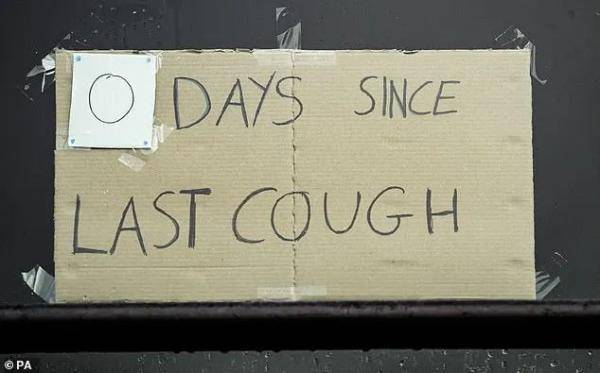 0 DAYS SINCE
LAST COUGH
© PA